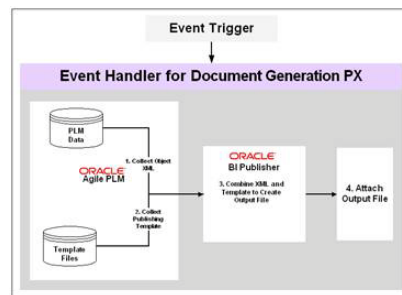 Event Trigger
Event Handler for Document Generation PX
PLM
Data
1. Collect Object
XML
ORACLE
Agile PLM
2. Collect
Publishing
Template
Template
Files
ORACLE
BI Publisher
3. Combine XML and
Template to Create
Output File
4. Attach
Output File